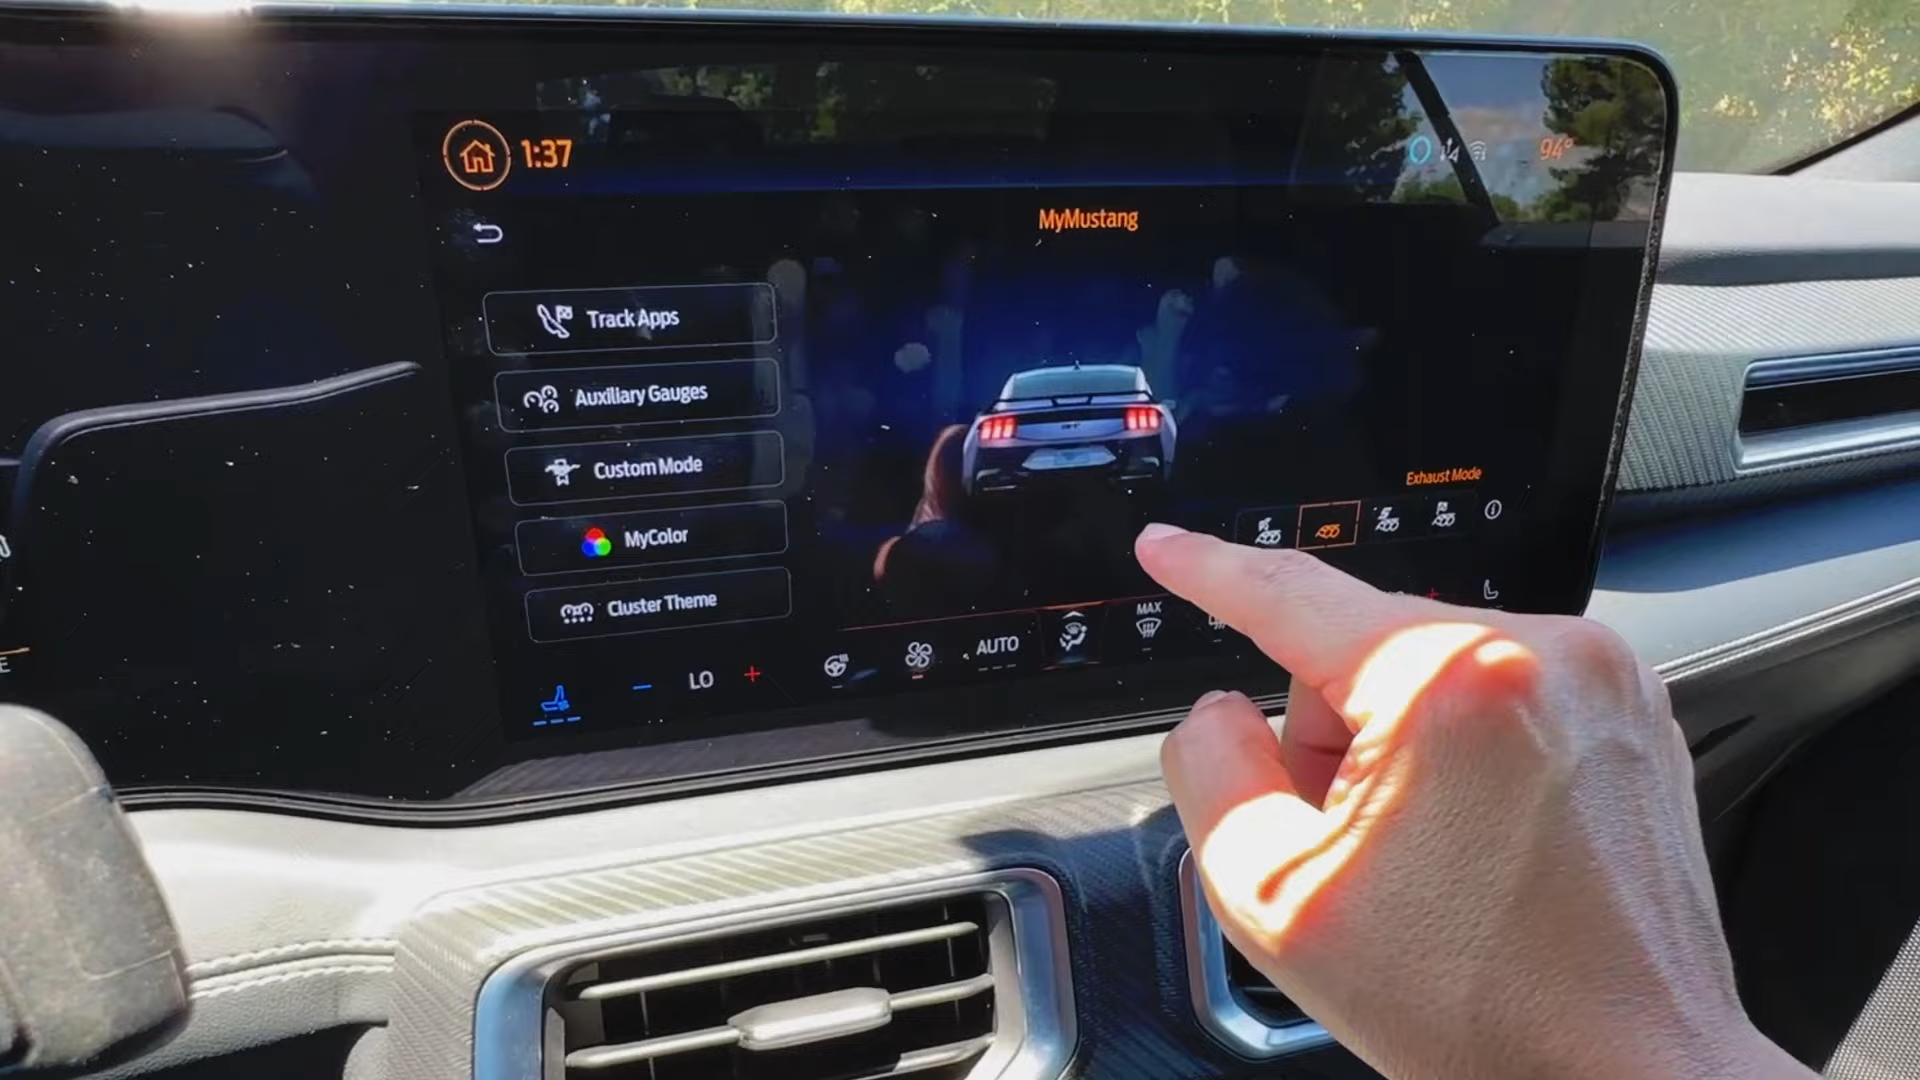 1:37
94°
MyMustang
Track Apps
Auxiliary Gauges
Custom Mode
MyColor
Cluster Theme
Exhaust Mode
LO
AUTO
MAX